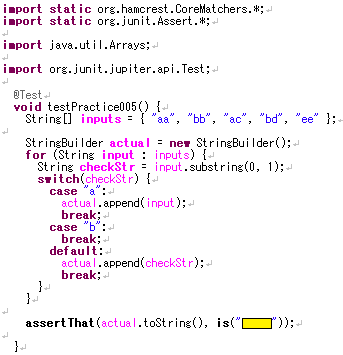 import static org.hamcrest.CoreMatchers.*;
import static org.junit.Assert.*;

import java.util.Arrays;

import org.junit.jupiter.api.Test;

  @Test
  void testPractice005() {
    String[] inputs = { "aa", "bb", "ac", "bd", "ee" };

    StringBuilder actual = new StringBuilder();
    for (String input : inputs) {
      String checkStr = input.substring(0, 1);
      switch(checkStr) {
        case "a":
          actual.append(input);
          break;
        case "b":
          break;
        default:
          actual.append(checkStr);
          break;
      }
    }

    assertThat(actual.toString(), is(""));

  }